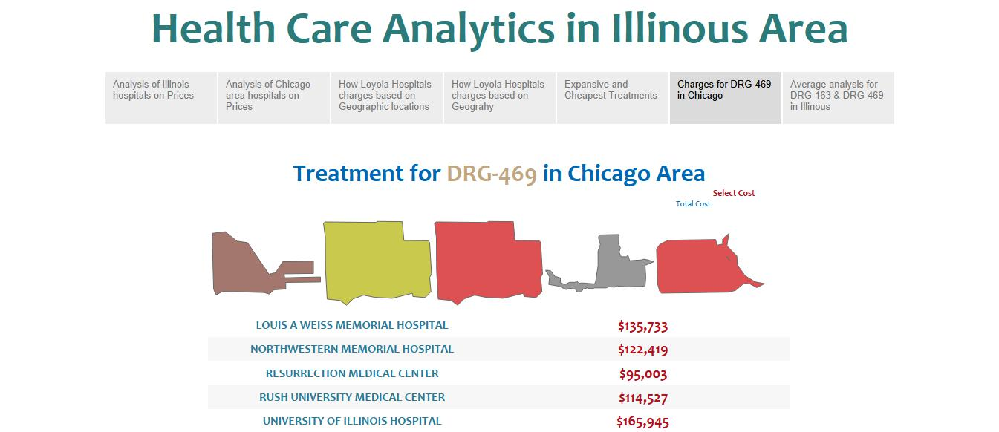 Health Care Analytics in Illinous Area
Analysis of Illinois
hospitals on Prices
Analysis of Chicago
area hospitals on
Prices
How Loyola Hospitals
charges based on
Geographic locations
How Loyola Hospitals
charges based on
Geograhy
Expansive and
Cheapest Treatments
Charges for DRG-469
in Chicago
Average analysis for
DRG-163 & DRG-469
in Illinous
Treatment for DRG-469 in Chicago Area
Select Cost
Total Cost
LOUIS A WEISS MEMORIAL HOSPITAL $135,733
NORTHWESTERN MEMORIAL HOSPITAL $122,419
RESURRECTION MEDICAL CENTER $95,003
RUSH UNIVERSITY MEDICAL CENTER $114,527
UNIVERSITY OF ILLINOIS HOSPITAL $165,945